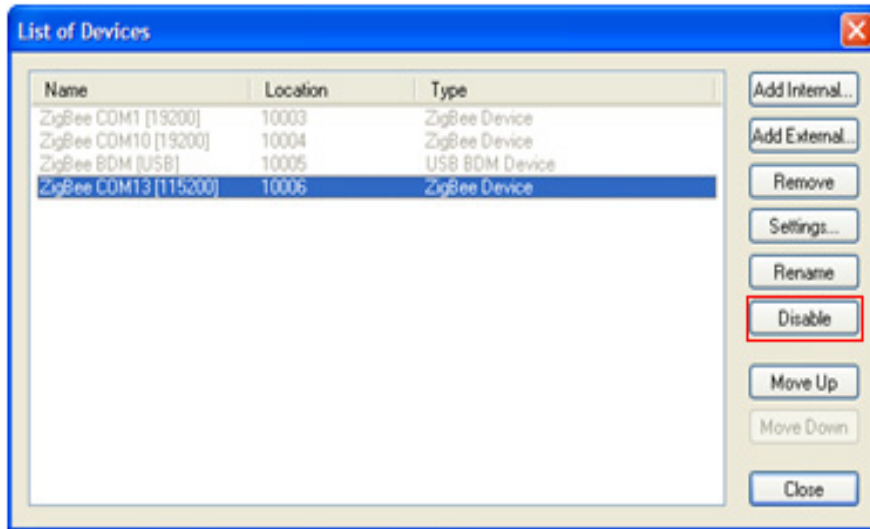 List of Devices
Name Location Type
ZigBee COM1 [19200] 10003 ZigBee Device
ZigBee COM10 [19200] 10004 ZigBee Device
ZigBee BDM [USB] 10005 USB BDM Device
ZigBee COM13 [115200] 10006 ZigBee Device
Add Internal...
Add External...
Remove
Settings...
Rename
Disable
Move Up
Move Down
Close